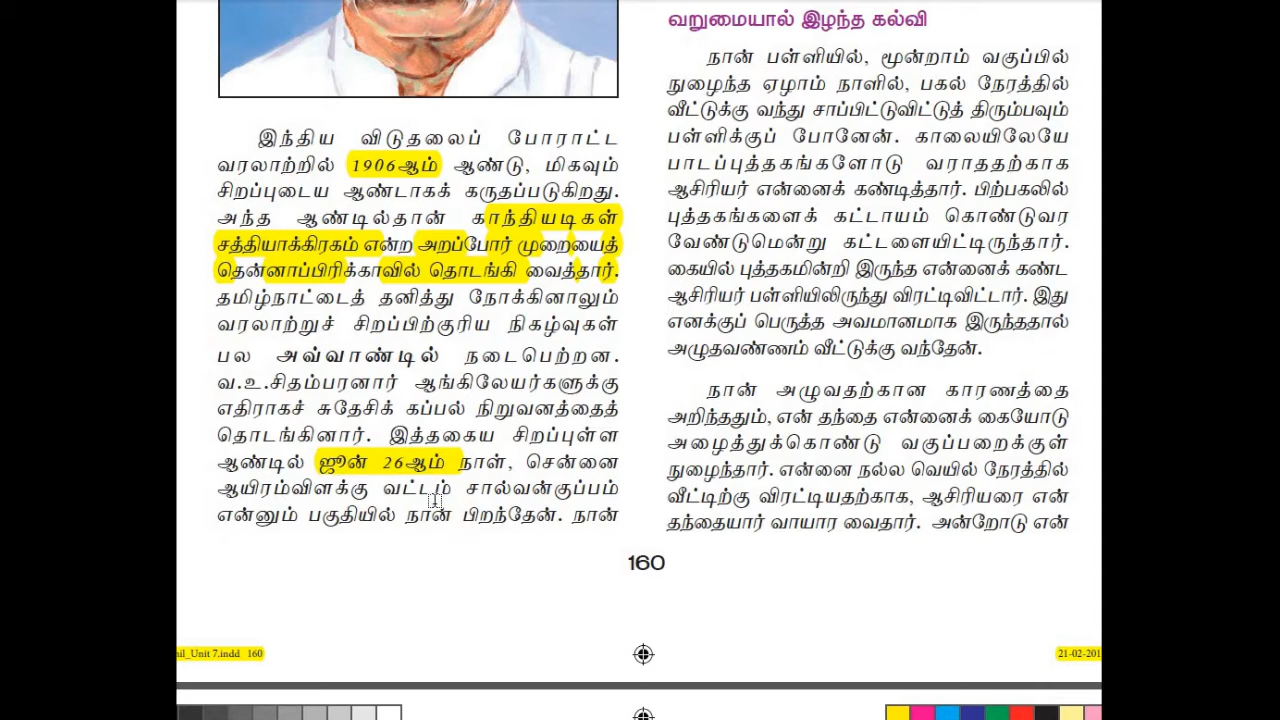 இந்திய விடுதலைப் போராட்ட
வரலாற்றில் 1906ஆம் ஆண்டு, மிகவும்
சிறப்புடைய ஆண்டாகக் கருதப்படுகிறது.
அந்த ஆண்டில்தான் காந்தியடிகள்
சத்தியாக்கிரகம் என்ற அறப்போர் முறையைத்
தென்னாப்பிரிக்காவில் தொடங்கி வைத்தார்.
தமிழ்நாட்டைத் தனித்து நோக்கினாலும்
வரலாற்றுச் சிறப்பிற்குரிய நிகழ்வுகள்
பல அவ்வாண்டில் நடைபெற்றன.
வ.உ.சிதம்பரனார் ஆங்கிலேயர்களுக்கு
எதிராகச் சுதேசிக் கப்பல் நிறுவனத்தைத்
தொடங்கினார். இத்தகைய சிறப்புள்ள
ஆண்டில் ஜூன் 26ஆம் நாள், சென்னை
ஆயிரம்விளக்கு வட்டம் சால்வன்குப்பம்
என்னும் பகுதியில் நான் பிறந்தேன். நான்
வறுமையால் இழந்த கல்வி
நான் பள்ளியில், மூன்றாம் வகுப்பில்
நுழைந்த ஏழாம் நாளில், பகல் நேரத்தில்
வீட்டுக்கு வந்து சாப்பிட்டுவிட்டுத் திரும்பவும்
பள்ளிக்குப் போனேன். காலையிலேயே
பாடப்புத்தகங்களோடு வராததற்காக
ஆசிரியர் என்னைக் கண்டித்தார். பிற்பகலில்
புத்தகங்களைக் கட்டாயம் கொண்டுவர
வேண்டுமென்று கட்டளையிட்டிருந்தார்.
கையில் புத்தகமின்றி இருந்த என்னைக் கண்ட
ஆசிரியர் பள்ளியிலிருந்து விரட்டிவிட்டார். இது
எனக்குப் பெருத்த அவமானமாக இருந்ததால்
அழுதவண்ணம் வீட்டுக்கு வந்தேன்.
நான் அழுவதற்கான காரணத்தை
அறிந்ததும், என் தந்தை என்னைக் கையோடு
அழைத்துக்கொண்டு வகுப்பறைக்குள்
நுழைந்தார். என்னை நல்ல வெயில் நேரத்தில்
வீட்டிற்கு விரட்டியதற்காக, ஆசிரியரை என்
தந்தையார் வாயார வைதார். அன்றோடு என்
160
nil_Unit 7.indd 160
21-02-201